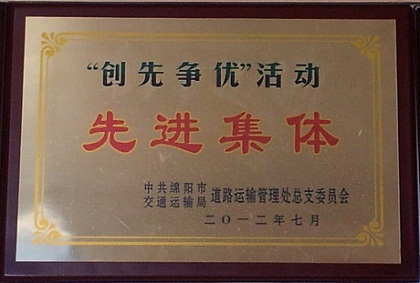 “创先争优”活动
先进集体
中共绵阳市
交通运输局
道路运输管理处总支委员会
二〇一二年七月